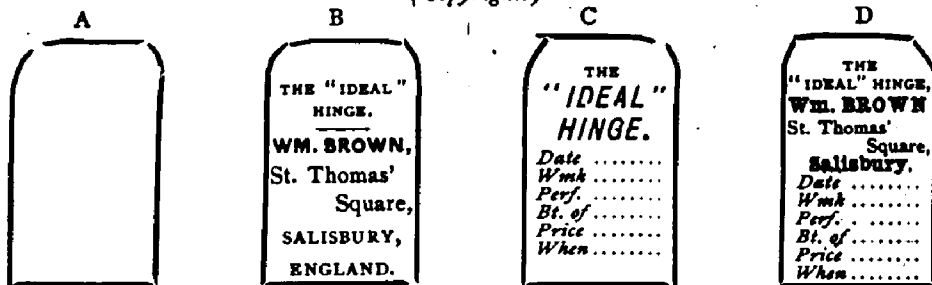 A
B
THE "IDEAL"
HINGE.
WM. BROWN,
St. Thomas'
Square,
SALISBURY,
ENGLAND.
C
THE
"IDEAL"
HINGE.
Date ........
Wmk ........
Perf. ........
Bt. of ........
Price ........
When ........
D
THE
"IDEAL" HINGE,
Wm. BROWN
St. Thomas'
Square,
Salisbury.
Date ........
Wmk ........
Perf. ........
Bt. of ........
Price ........
When ........